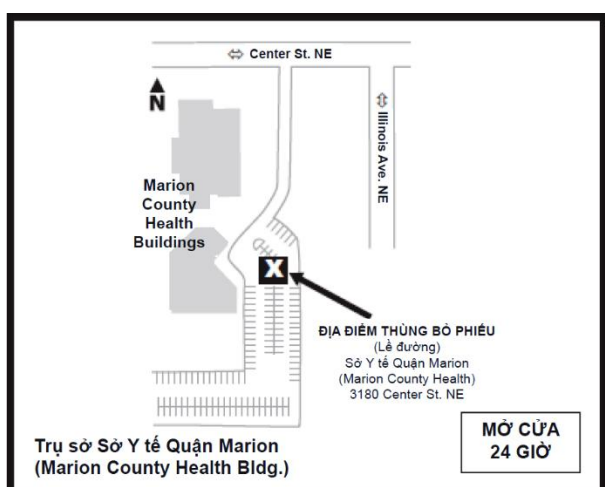 ⇔ Center St. NE
N
⇔ Illinois Ave. NE
Marion
County
Health
Buildings
X
ĐỊA ĐIỂM THÙNG BỎ PHIẾU
(Lề đường)
Sở Y tế Quận Marion
(Marion County Health)
3180 Center St. NE
Trụ sở Sở Y tế Quận Marion
(Marion County Health Bldg.)
MỞ CỬA
24 GIỜ